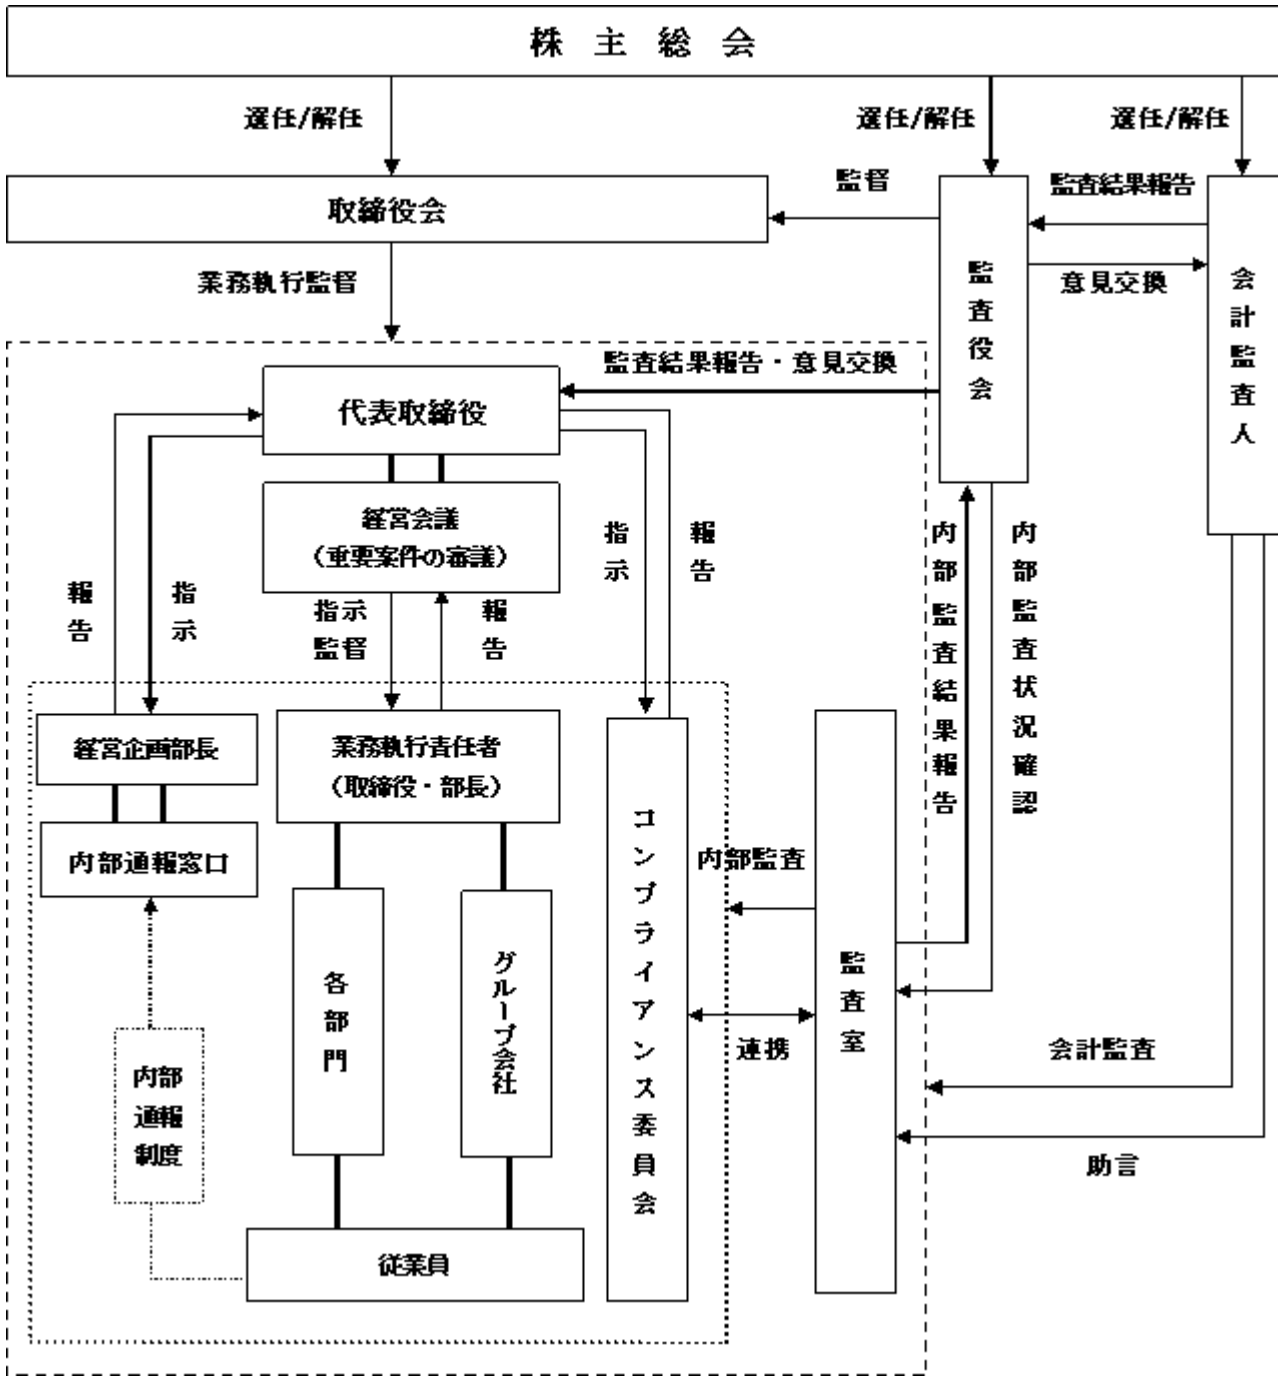 株主総会
選任/解任
選任/解任
選任/解任
取締役会
監督
監査結果報告
意見交換
監査役会
会計監査人
業務執行監督
監査結果報告・意見交換
代表取締役
経営会議
（重要案件の審議）
報告
指示
指示
監督
報告
指示
報告
内部監査結果報告
内部監査状況確認
経営企画部長
内部通報窓口
業務執行責任者
（取締役・部長）
コンプライアンス委員会
内部監査
監査室
連携
各部門
グループ会社
内部
通報
制度
従業員
会計監査
助言